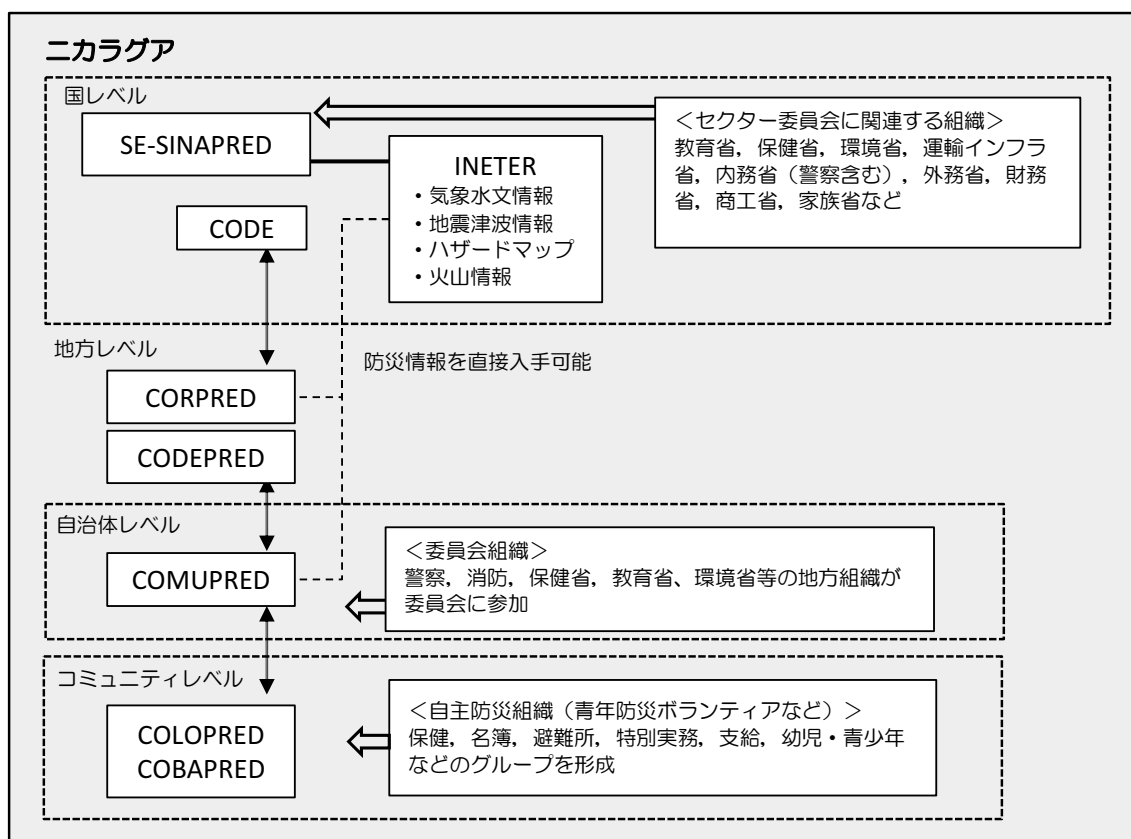 ニカラグア
国レベル
SE-SINAPRED
INETER
・気象水文情報
・地震津波情報
・ハザードマップ
・火山情報
＜セクター委員会に関連する組織＞
教育省，保健省，環境省，運輸インフラ
省，内務省（警察含む），外務省，財務
省，商工省，家族省など
CODE
地方レベル
防災情報を直接入手可能
CORPRED
CODEPRED
自治体レベル
COMUPRED
＜委員会組織＞
警察，消防，保健省，教育省、環境省等の地方組織が
委員会に参加
コミュニティレベル
COLOPRED
COBAPRED
＜自主防災組織（青年防災ボランティアなど）＞
保健，名簿，避難所，特別実務，支給，幼児・青少年
などのグループを形成